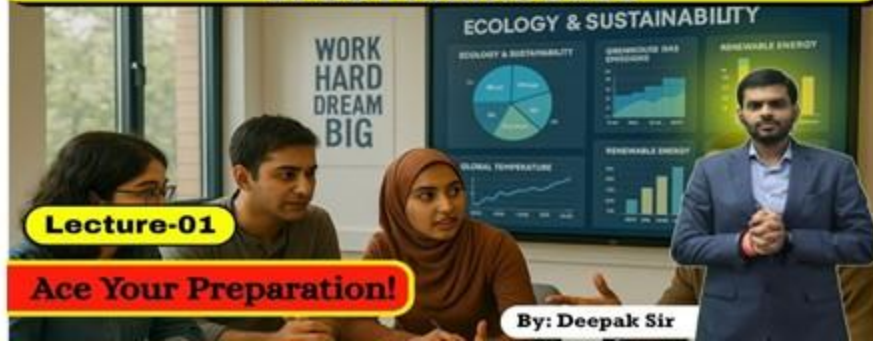 ECOLOGY & SUSTAINABILITY
WORK
HARD
DREAM
BIG
ECOLOGY & SUSTAINABILITY
GREENHOUSE GAS
EMISSIONS
RENEWABLE ENERGY
GLOBAL TEMPERATURE
RENEWABLE ENERGY
Lecture-01
Ace Your Preparation!
By: Deepak Sir